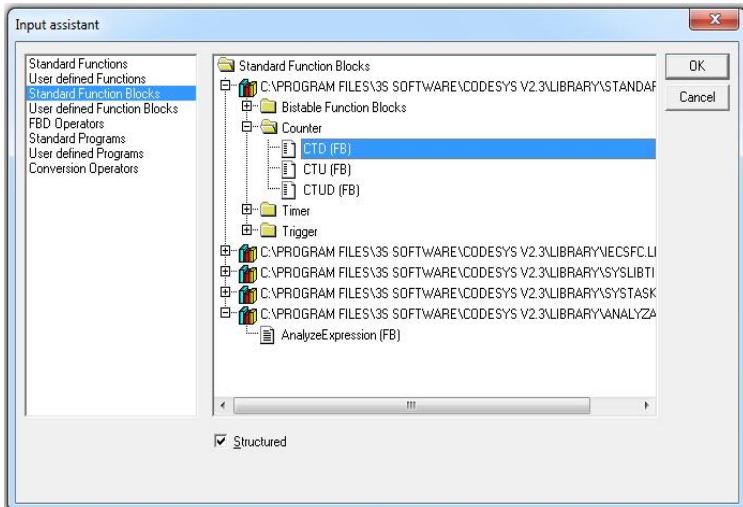 Input assistant
Standard Functions
User defined Functions
Standard Function Blocks
User defined Function Blocks
FBD Operators
Standard Programs
User defined Programs
Conversion Operators
Standard Function Blocks
C:\PROGRAM FILES\3S SOFTWARE\CODESYS V2.3\LIBRARY\STANDAR
Bistable Function Blocks
Counter
CTD (FB)
CTU (FB)
CTUD (FB)
Timer
Trigger
C:\PROGRAM FILES\3S SOFTWARE\CODESYS V2.3\LIBRARY\IECSFC.LI
C:\PROGRAM FILES\3S SOFTWARE\CODESYS V2.3\LIBRARY\SYSLIBTI
C:\PROGRAM FILES\3S SOFTWARE\CODESYS V2.3\LIBRARY\SYSTASK
C:\PROGRAM FILES\3S SOFTWARE\CODESYS V2.3\LIBRARY\ANALYZA
AnalyzeExpression (FB)
Structured
OK
Cancel